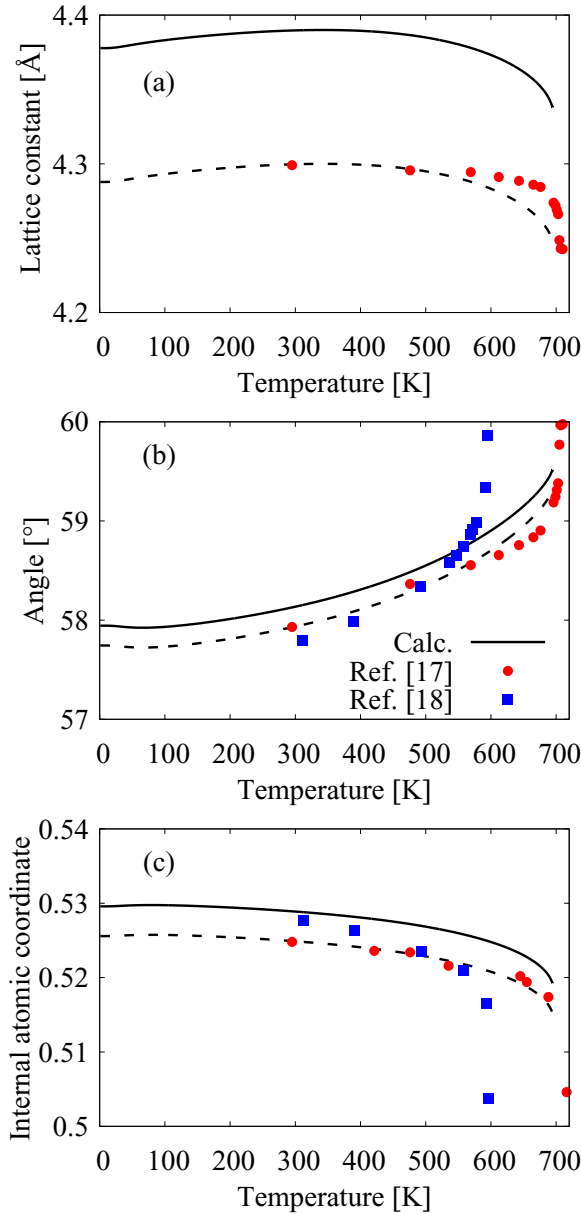 4.4
(a)
4.3
4.2
Lattice constant [Å]
0 100 200 300 400 500 600 700
Temperature [K]
60
(b)
59
58
57
Angle [°]
Calc.
Ref. [17]
Ref. [18]
0 100 200 300 400 500 600 700
Temperature [K]
0.54
(c)
0.53
0.52
0.51
0.5
Internal atomic coordinate
0 100 200 300 400 500 600 700
Temperature [K]